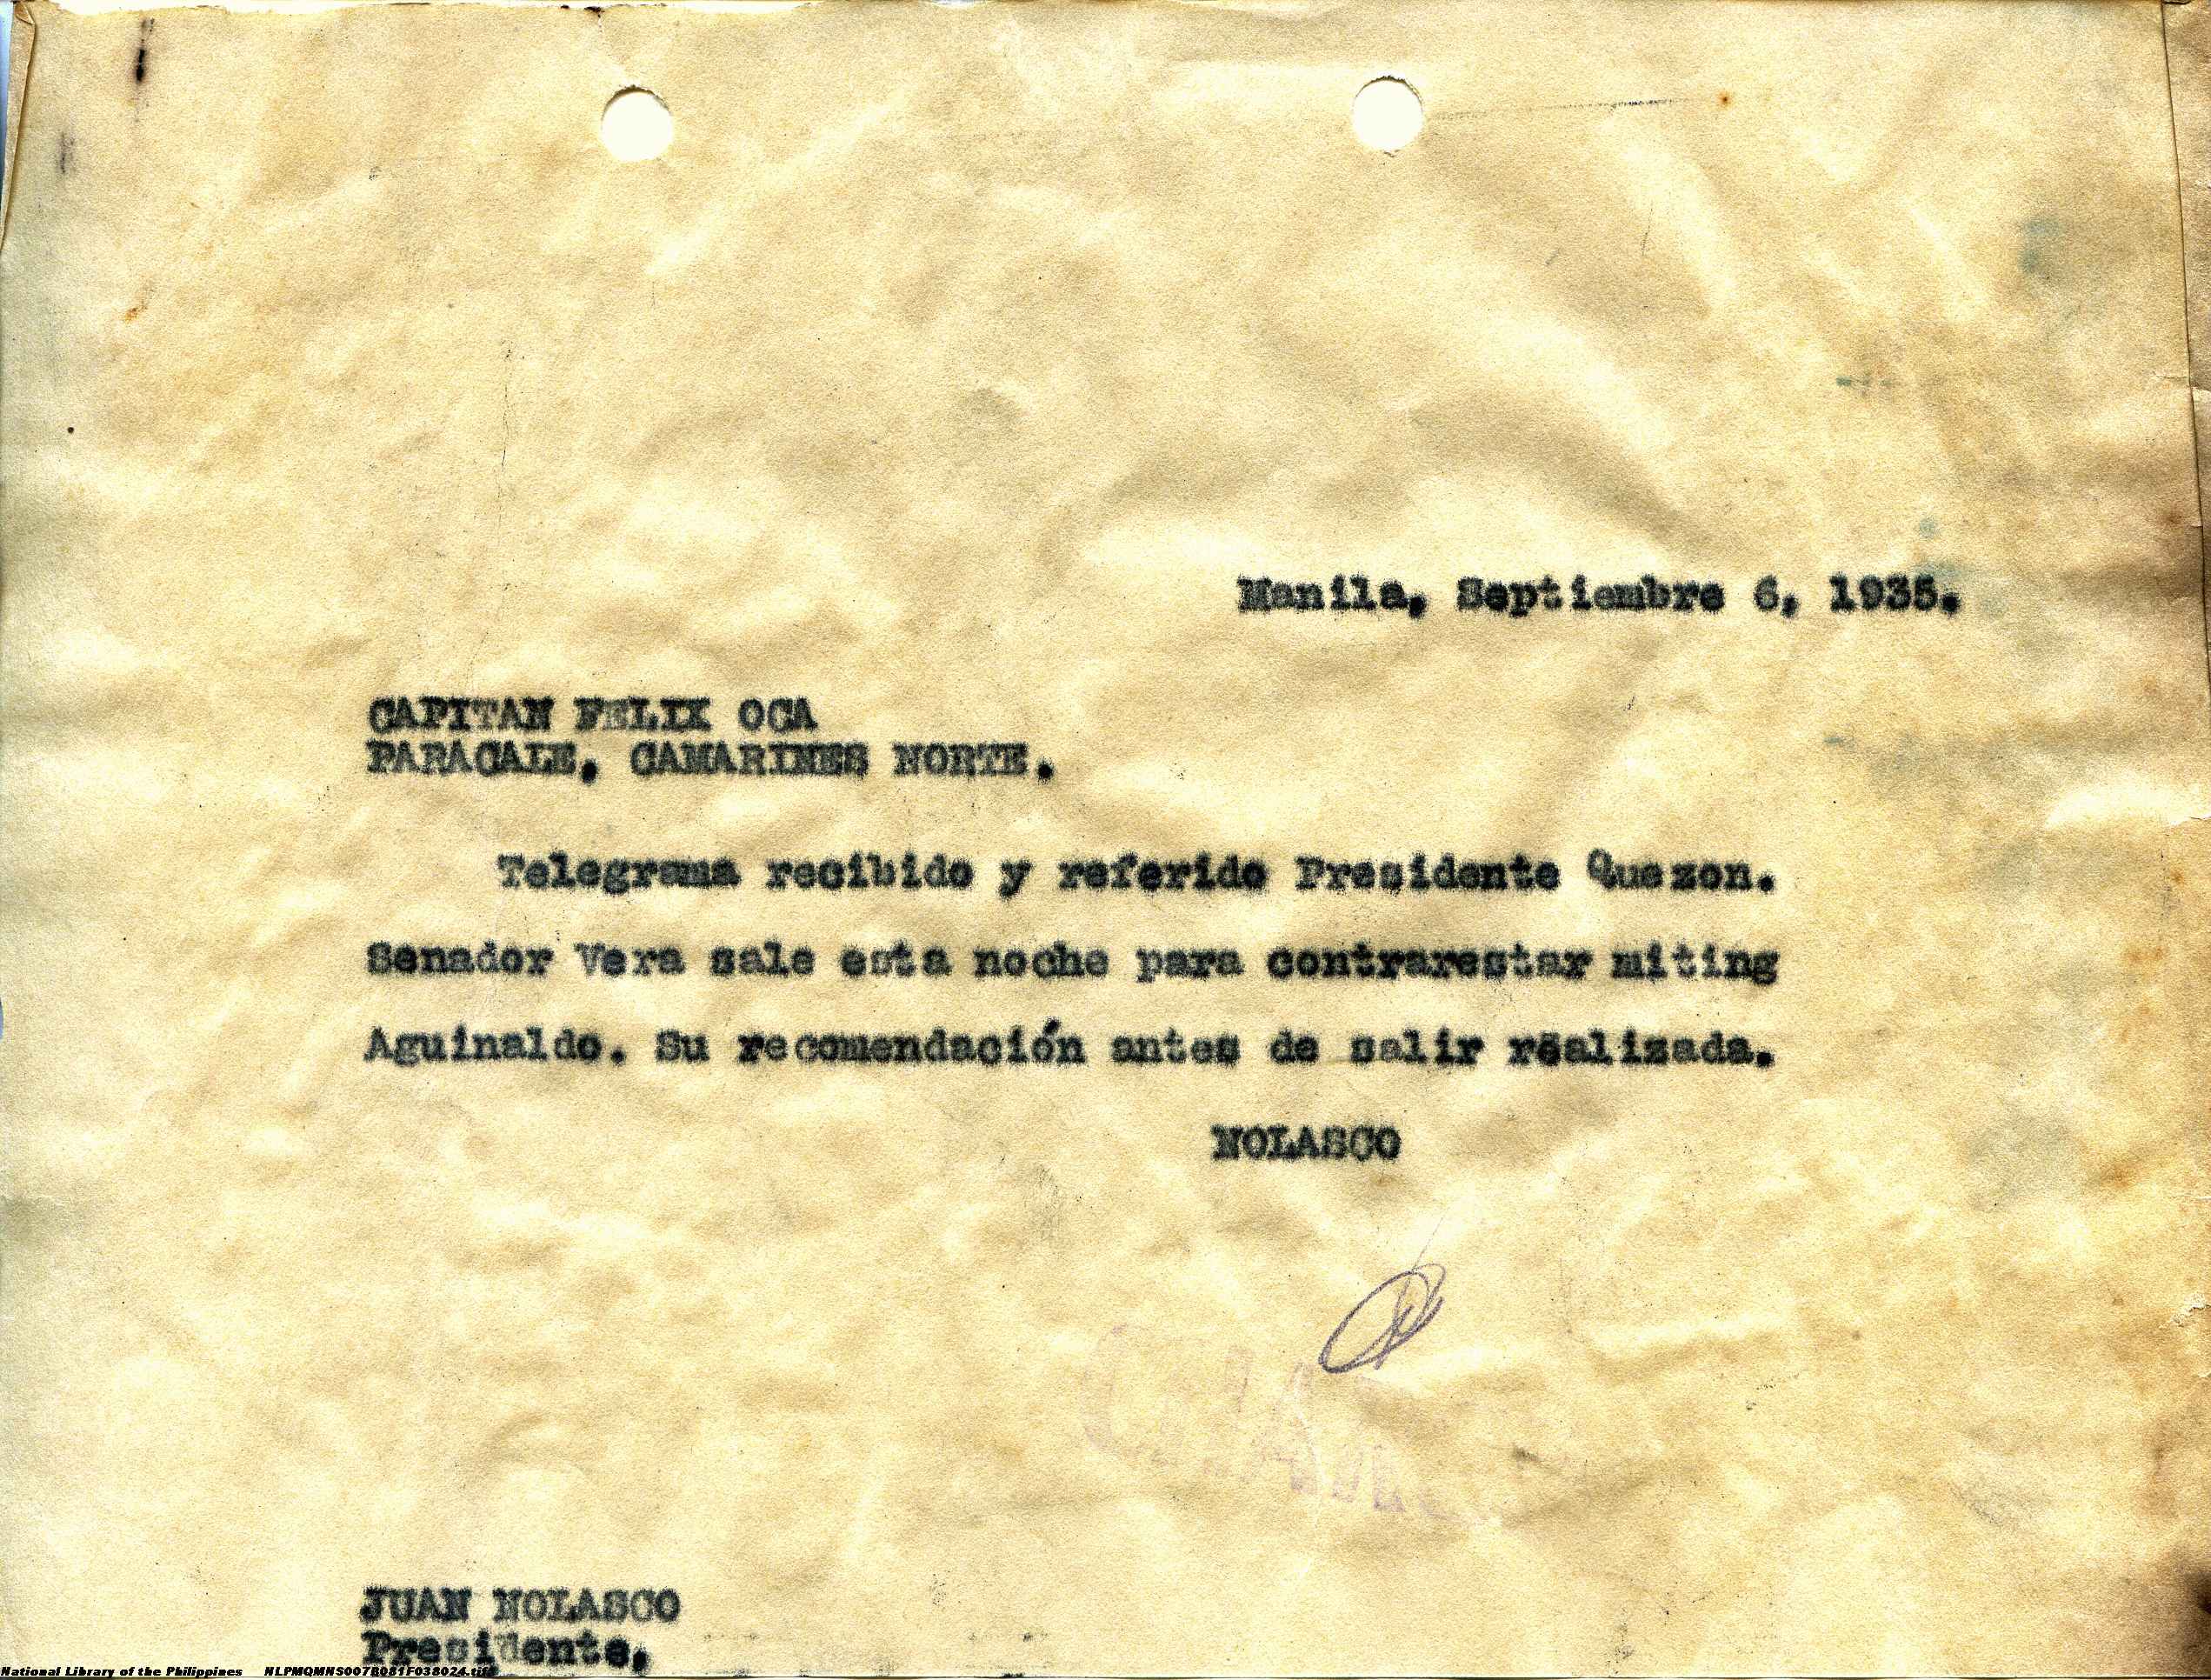 Manila, Septiembre 6, 1935.
CAPITAN FELIX OCA
PARACALE, CAMARINES NORTE.
Telegrama recibido y referido Presidente Quezon.
Senador Vera sale esta noche para contrarestar miting
Aguinaldo. Su recomendación antes de salir realizada.
NOLASCO
JUAN NOLASCO
Presidente,
National Library of the Philippines NLPMQMNS007B081F038024.tif